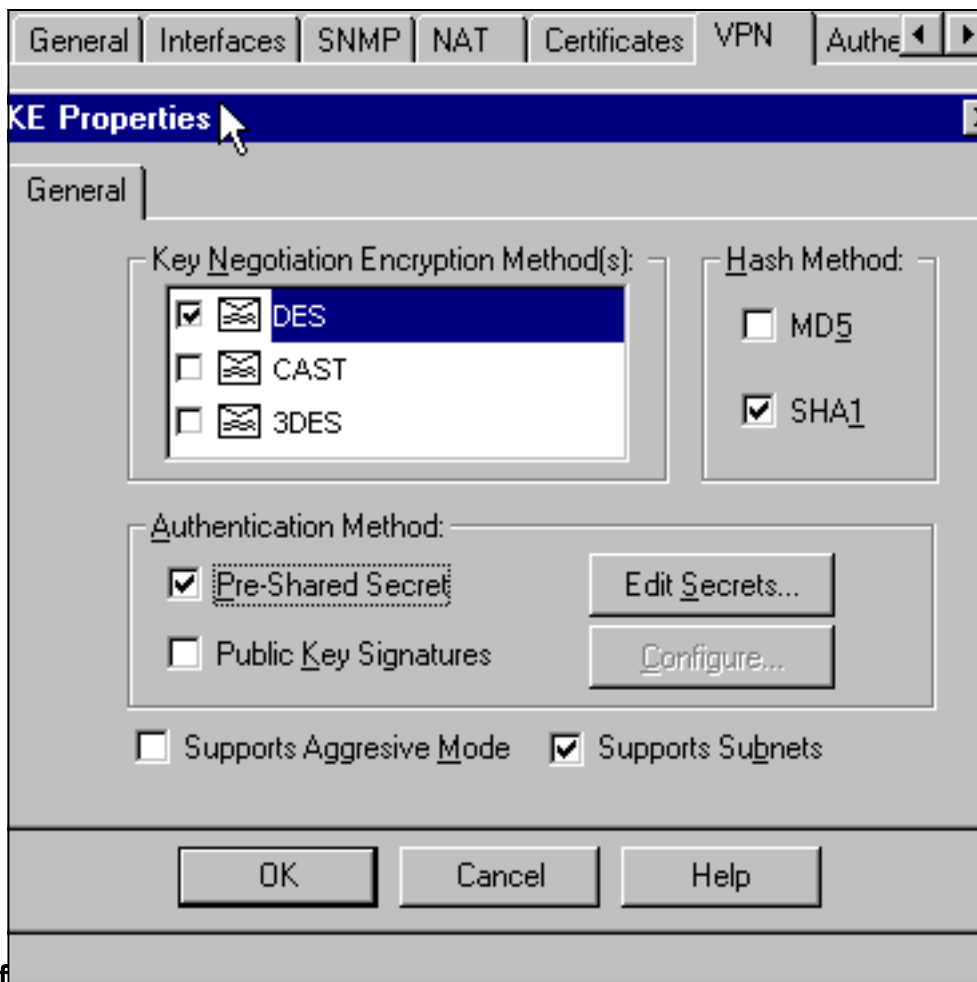 General Interfaces SNMP NAT Certificates VPN Authe
KE Properties
General
Key Negotiation Encryption Method(s):
Hash Method:
DES
CAST
3DES
MD5
SHA1
Authentication Method:
Pre-Shared Secret
Edit Secrets...
Public Key Signatures
Configure...
Supports Aggresive Mode
Supports Subnets
OK
Cancel
Help
f